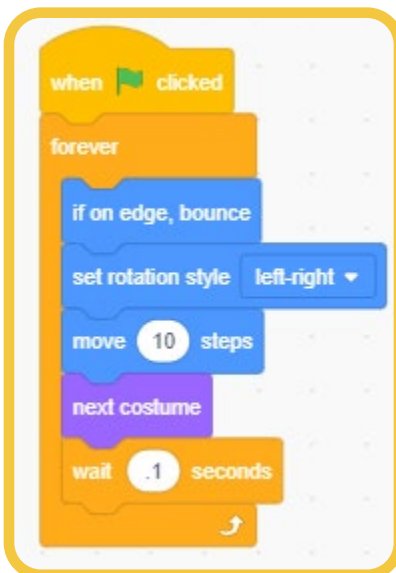 when clicked
forever
if on edge, bounce
set rotation style left-right
move 10 steps
next costume
wait .1 seconds